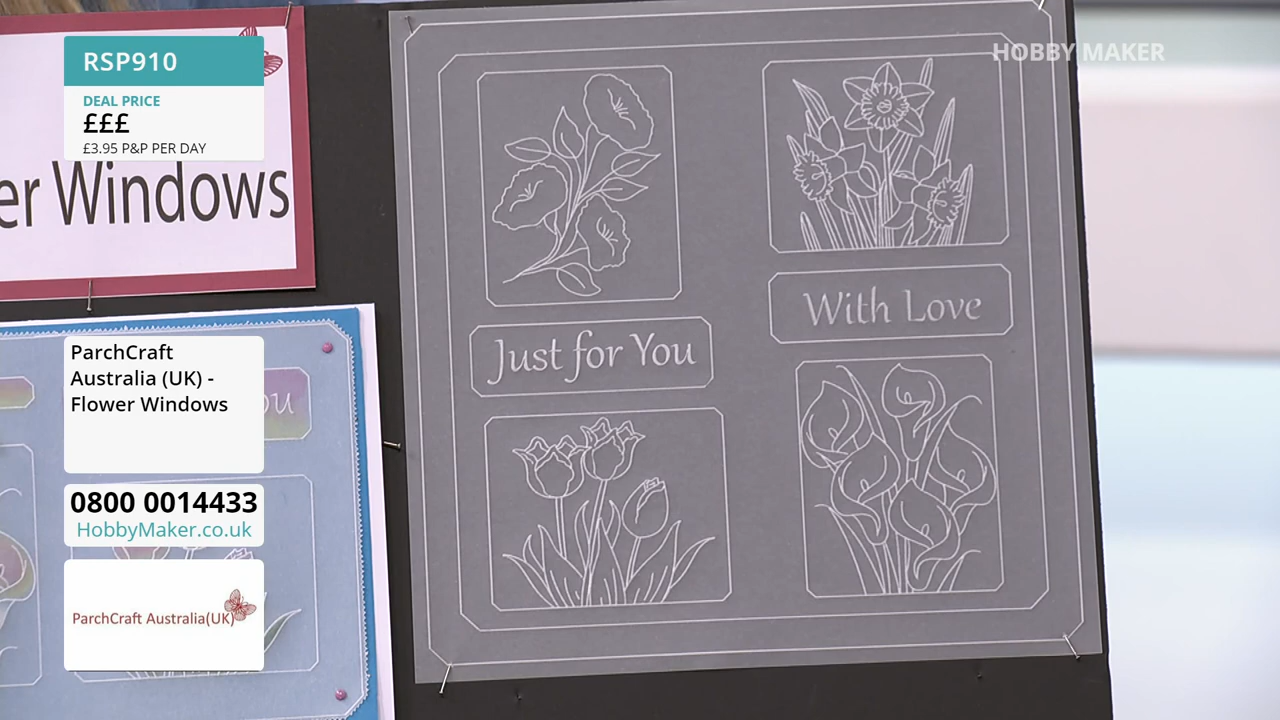 RSP910
DEAL PRICE
£££
£3.95 P&P PER DAY
er Windows
ParchCraft
Australia (UK) -
Flower Windows
ou
0800 0014433
HobbyMaker.co.uk
ParchCraft Australia(UK)
HOBBY MAKER
With Love
Just for You